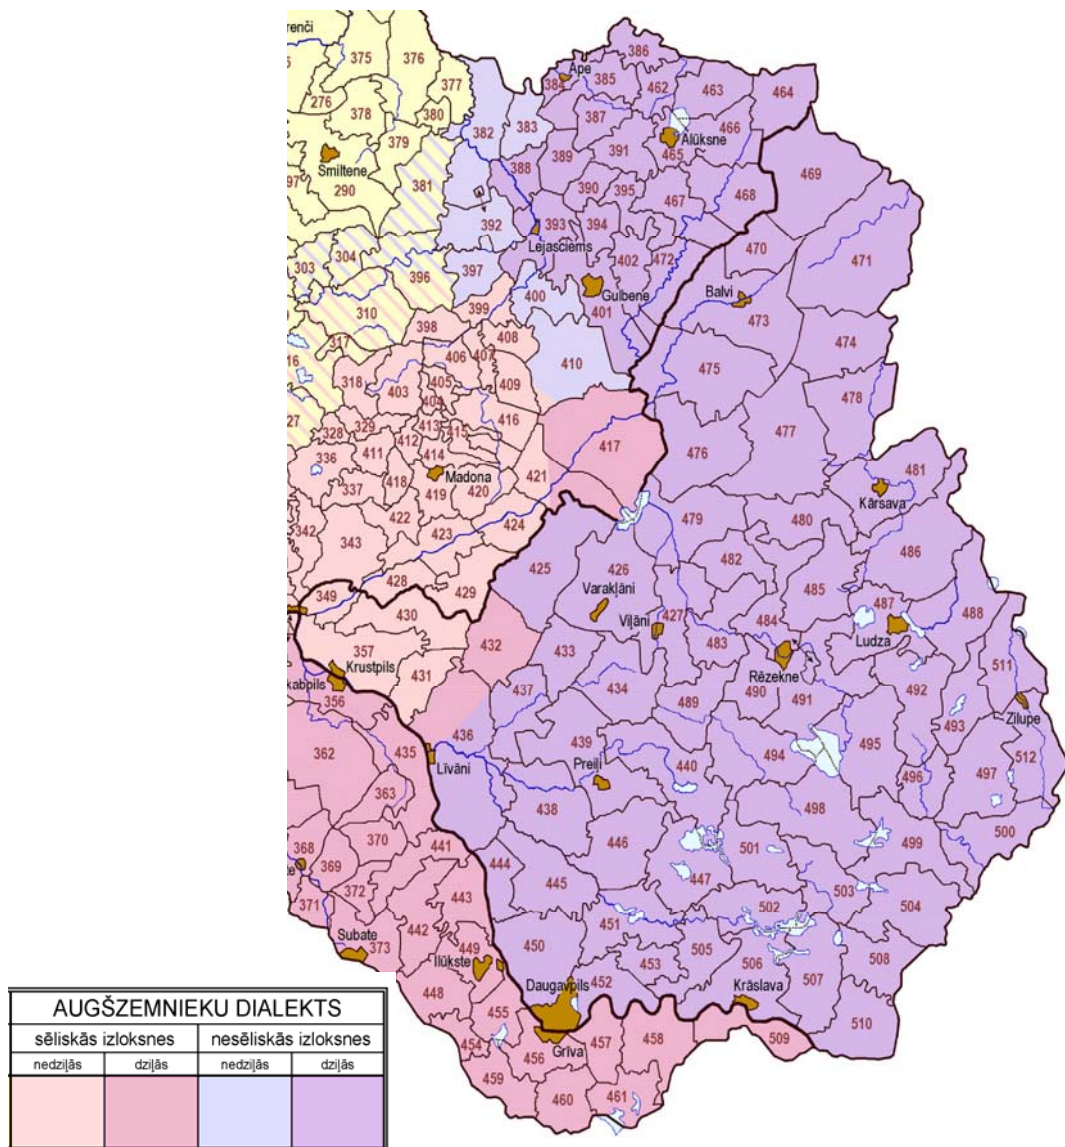 renči 375 376 386
276 377 384 Ape 385 462 463 464
378 380 382 383 387 466
Smiltene 379 389 391 465 Alūksne
97 290 381 388 390 395 467 468 469
303 304 392 393 394 470
Lejasciems 402 472 471
396 397 400 Gulbene Balvi
310 399 401 473
317 398 408 474
16 406 407 410 475
318 403 405 409 478
404
27 328 329 413 415 416 417 477
336 411 412 414 476 481
Madona 421
337 418 419 420 Kārsava
342 343 422 423 424 479 480 486
428 425 426 482 485
349 429 Varakļāni 427 484 487 488
430 432 Viļāni 483 Ludza 511
357 Krustpils 433 Rēzekne
431 437 434 489 490 491 492 493 Zilupe
kabpils
356
362 435 436 439 440 494 495 496 497 512
Līvāni Preiļi
363 438 498 500
368 370 441 446 501 499
te 369 444 445 447 503 504
371 372 443 502
442 451
Subate 373 449 450 505 508
Ilūkste 453 506 507
448 Daugavpils 452 Krāslava
455 510
454 456 Grīva 457 458 509
459 460 461
AUGŠZEMNIEKU DIALEKTS
sēliskās izloksnes nesēliskās izloksnes
nedziļās dziļās nedziļās dziļās